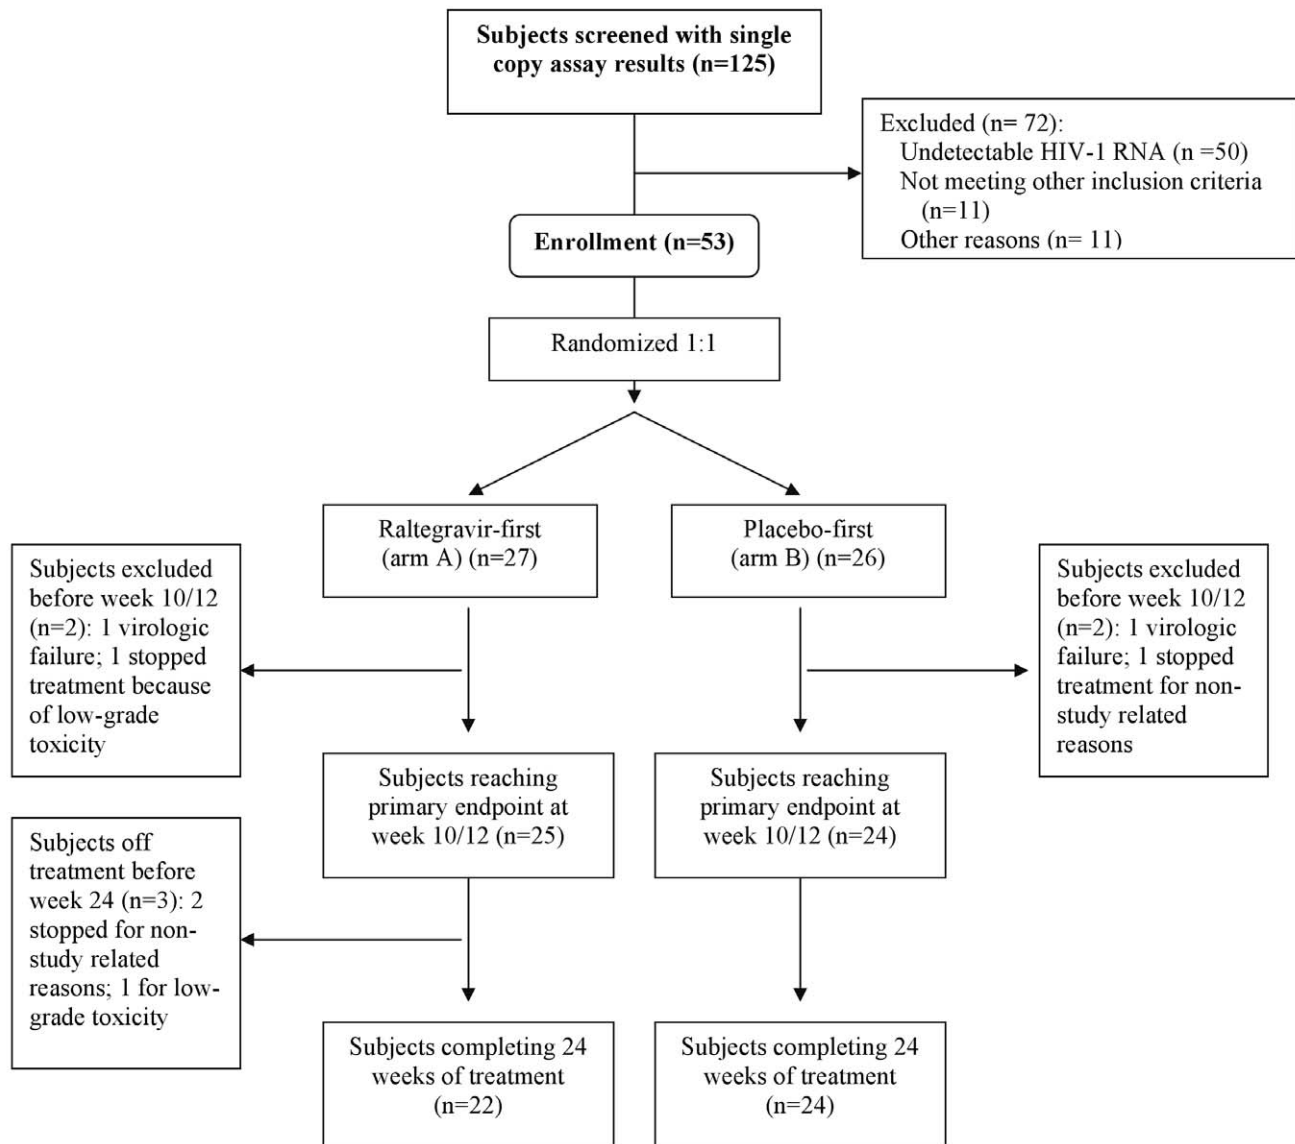 Subjects screened with single
copy assay results (n=125)
Excluded (n= 72):
Undetectable HIV-1 RNA (n =50)
Not meeting other inclusion criteria
(n=11)
Other reasons (n= 11)
Enrollment (n=53)
Randomized 1:1
Raltegravir-first
(arm A) (n=27)
Placebo-first
(arm B) (n=26)
Subjects excluded
before week 10/12
(n=2): 1 virologic
failure; 1 stopped
treatment because
of low-grade
toxicity
Subjects excluded
before week 10/12
(n=2): 1 virologic
failure; 1 stopped
treatment for non-
study related
reasons
Subjects reaching
primary endpoint at
week 10/12 (n=25)
Subjects reaching
primary endpoint at
week 10/12 (n=24)
Subjects off
treatment before
week 24 (n=3): 2
stopped for non-
study related
reasons; 1 for low-
grade toxicity
Subjects completing 24
weeks of treatment
(n=22)
Subjects completing 24
weeks of treatment
(n=24)